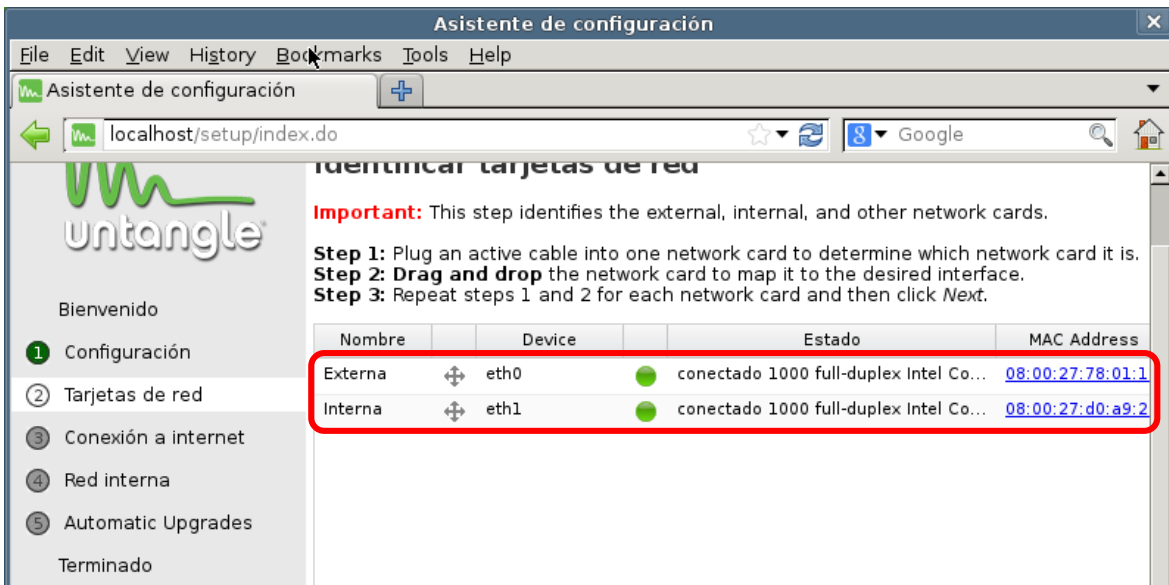 Asistente de configuración
File Edit View History Bookmarks Tools Help
Asistente de configuración
localhost/setup/index.do
Google
Identificar tarjetas de red
untangle
Important: This step identifies the external, internal, and other network cards.
Step 1: Plug an active cable into one network card to determine which network card it is.
Step 2: Drag and drop the network card to map it to the desired interface.
Step 3: Repeat steps 1 and 2 for each network card and then click Next.
Bienvenido
1 Configuración
2 Tarjetas de red
3 Conexión a internet
4 Red interna
5 Automatic Upgrades
Terminado
Nombre Device Estado MAC Address
Externa eth0 conectado 1000 full-duplex Intel Co... 08:00:27:78:01:1
Interna eth1 conectado 1000 full-duplex Intel Co... 08:00:27:d0:a9:2